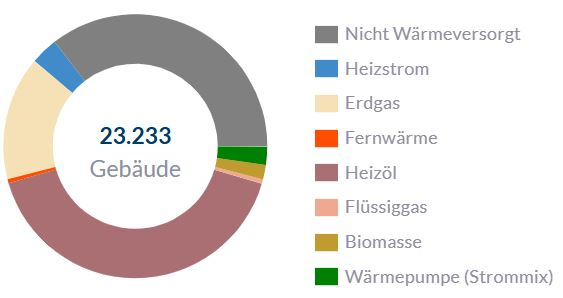 23.233
Gebäude
Nicht Wärmeversorgt
Heizstrom
Erdgas
Fernwärme
Heizöl
Flüssiggas
Biomasse
Wärmepumpe (Strommix)